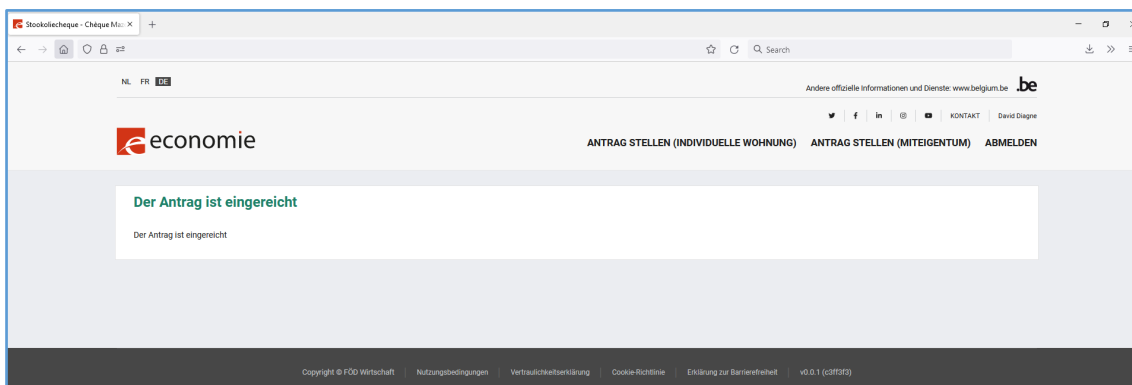 Stookoliecheque - Chèque Ma
Search
NL FR DE
Andere offizielle Informationen und Dienste: www.belgium.be .be
KONTAKT David Diagne
economie
ANTRAG STELLEN (INDIVIDUELLE WOHNUNG) ANTRAG STELLEN (MITEIGENTUM) ABMELDEN
Der Antrag ist eingereicht
Der Antrag ist eingereicht
Copyright © FÖD Wirtschaft Nutzungsbedingungen Vertraulichkeitserklärung Cookie-Richtlinie Erklärung zur Barrierefreiheit v0.0.1 (c3ff3f3)